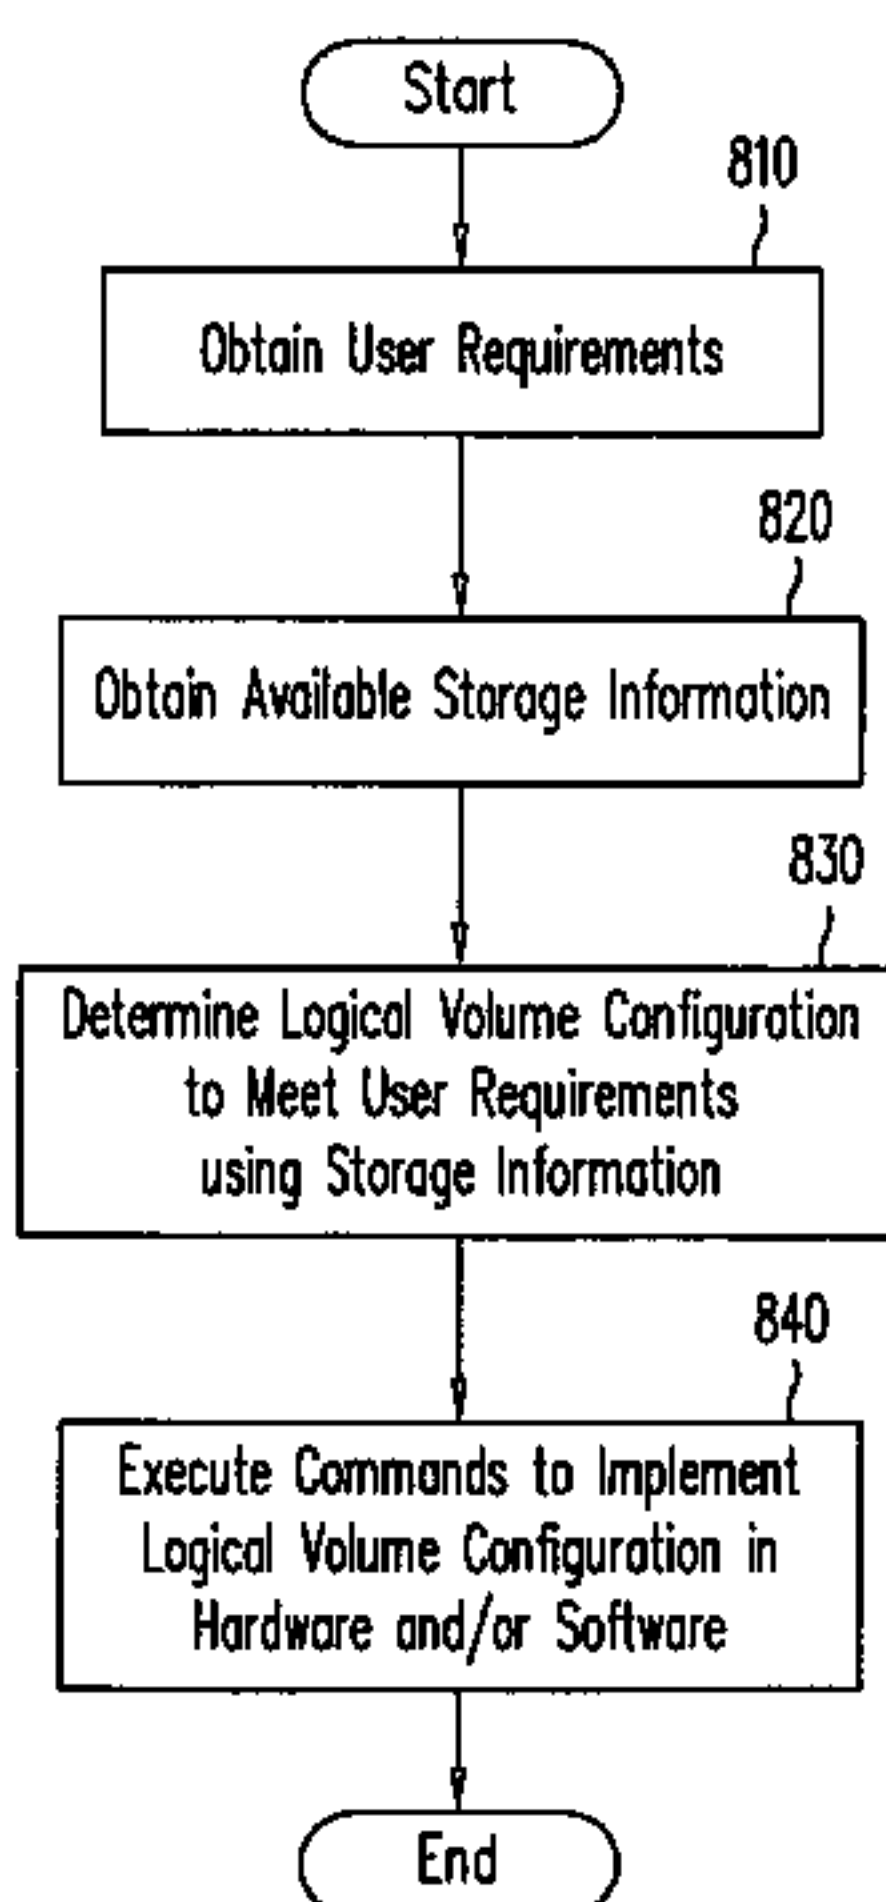 Start
810
Obtain User Requirements
820
Obtain Available Storage Information
830
Determine Logical Volume Configuration
to Meet User Requirements
using Storage Information
840
Execute Commands to Implement
Logical Volume Configuration in
Hardware and/or Software
End